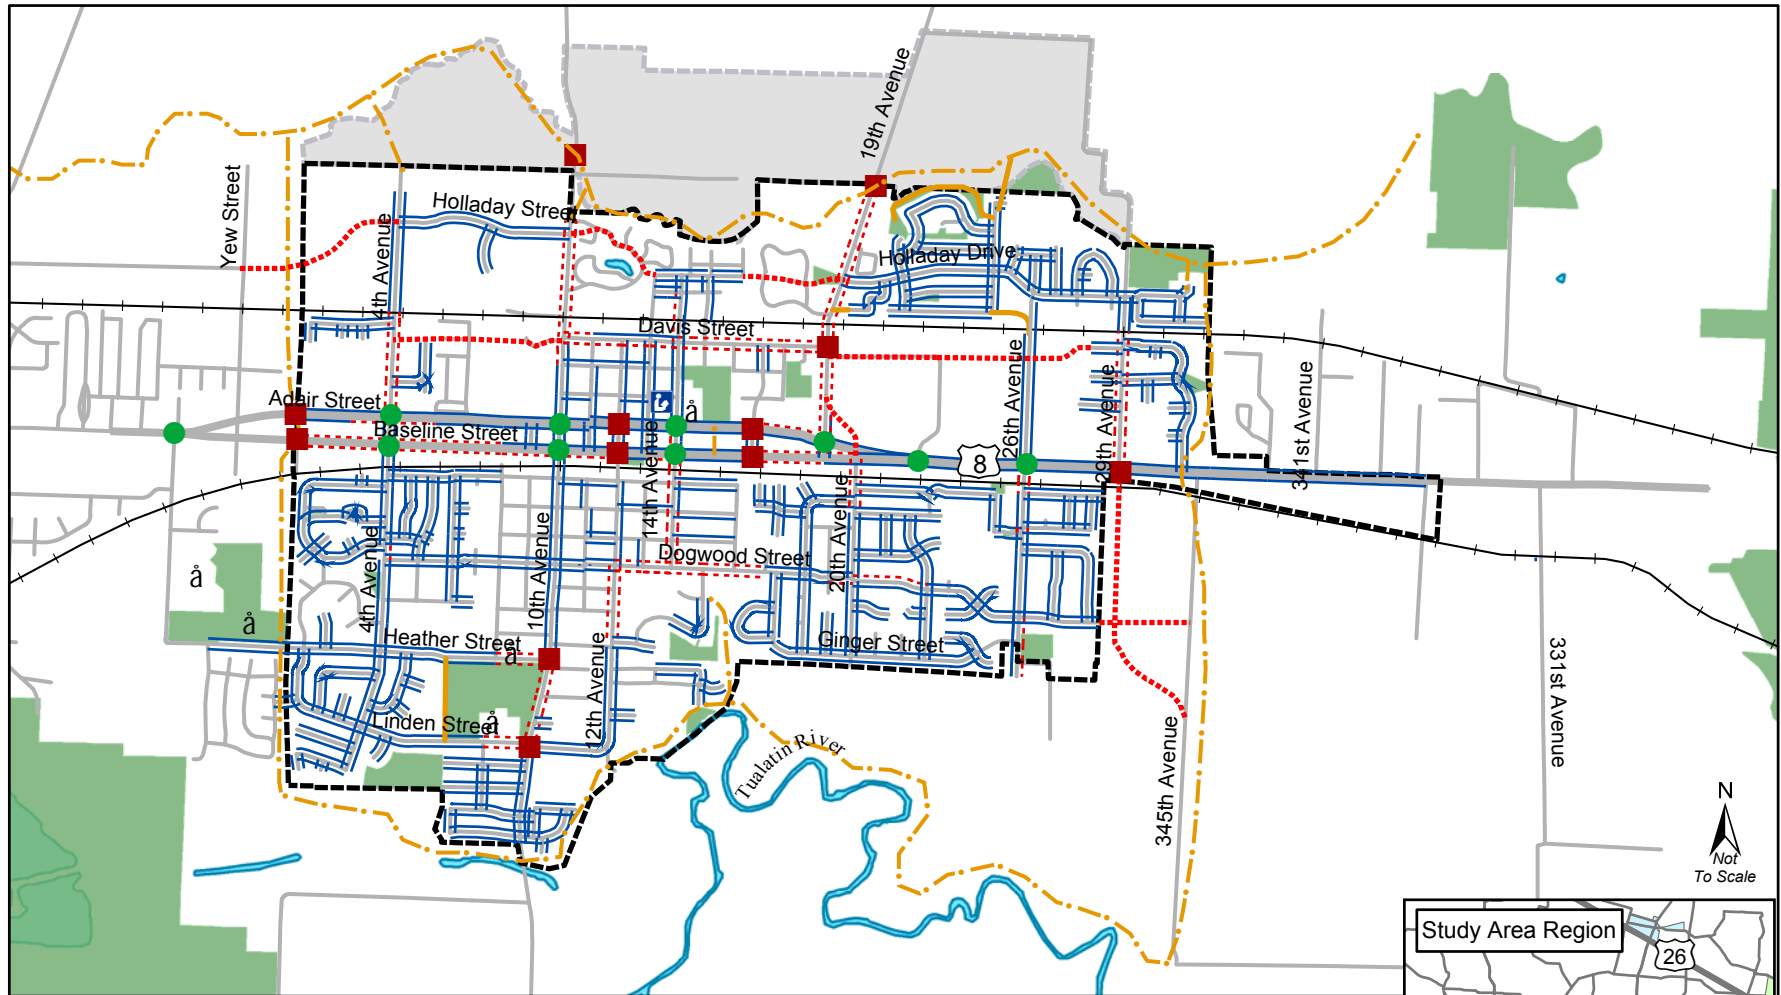 19th Avenue
Yew Street
Holladay Street
4th Avenue
Holladay Drive
Davis Street
Adair Street
å
Baseline Street
14th Avenue
8
26th Avenue
29th Avenue
341st Avenue
10th Avenue
20th Avenue
Dogwood Street
å
å
4th Avenue
Heather Street
å
Ginger Street
12th Avenue
Linden Street
å
Tualatin River
345th Avenue
331st Avenue
N
Not
To Scale
Study Area Region
26